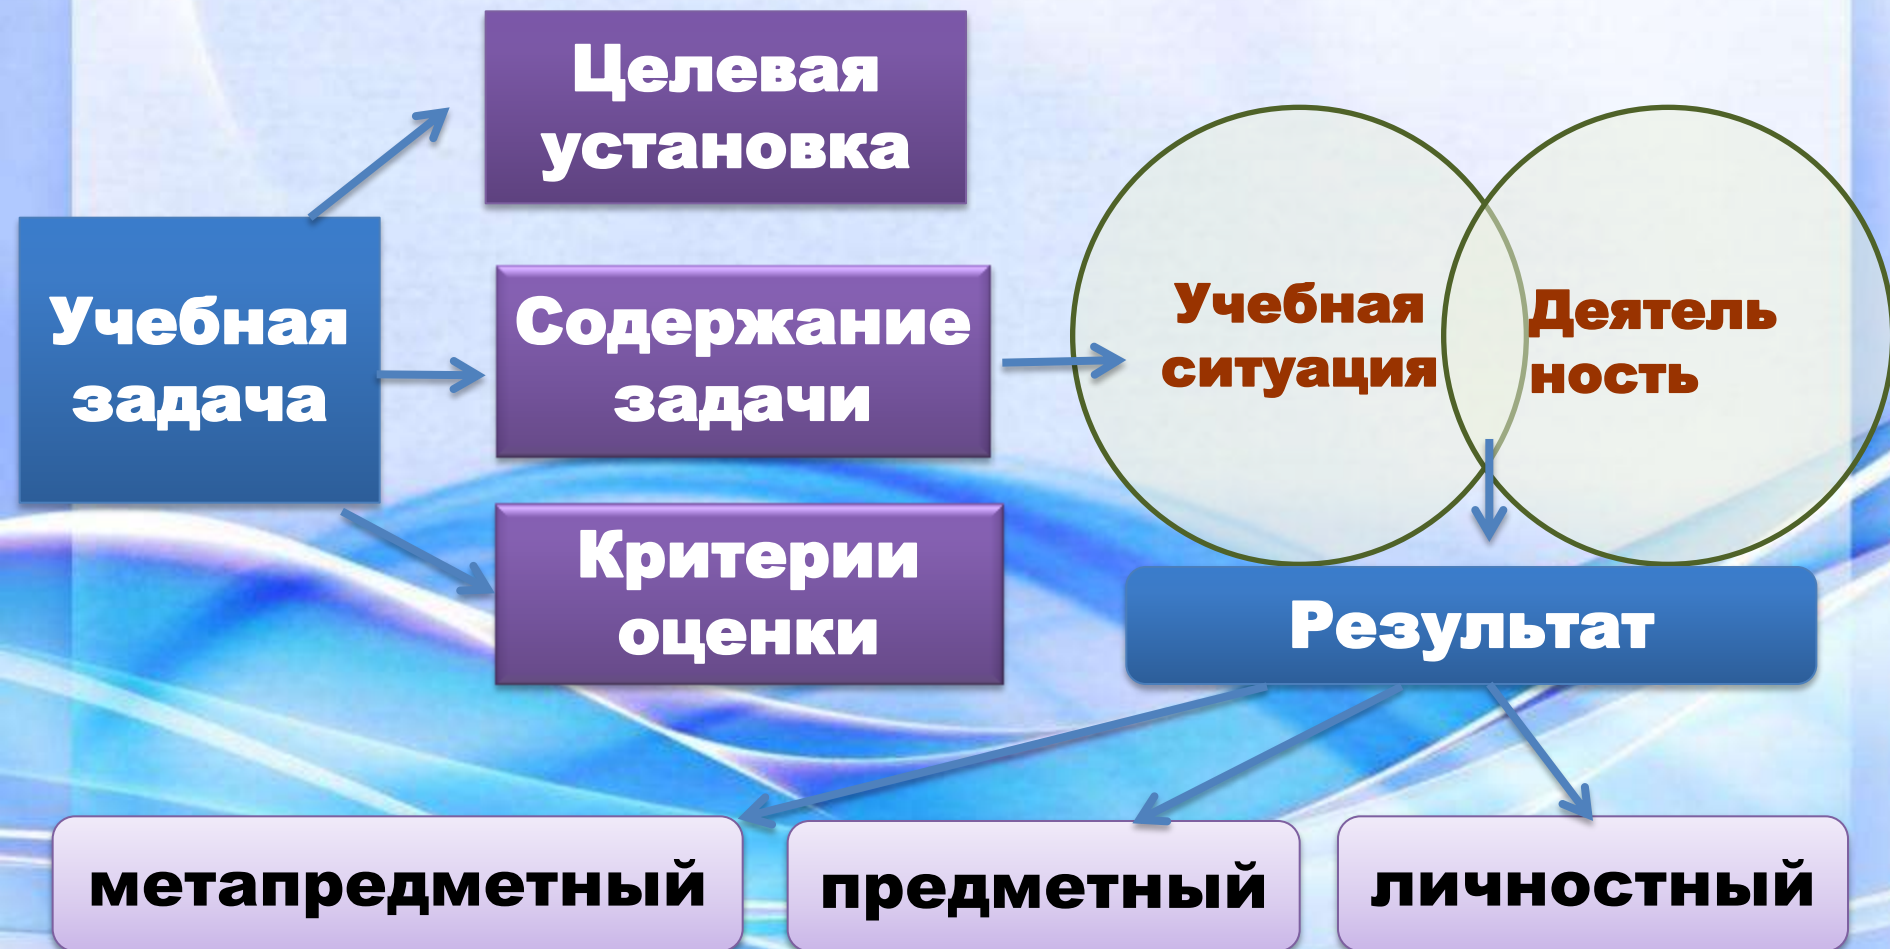 Целевая
установка
Учебная
задача
Содержание
задачи
Критерии
оценки
Учебная
ситуация
Деятель
ность
Результат
метапредметный
предметный
личностный